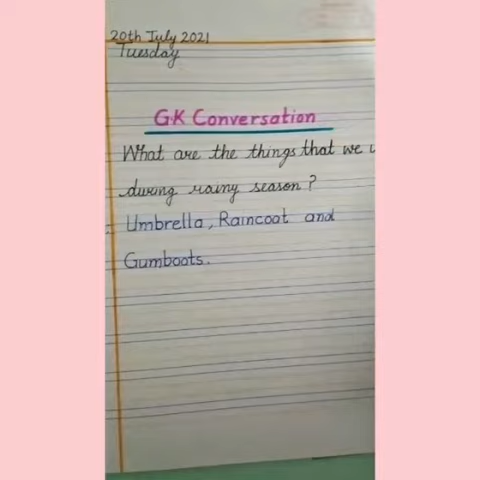 20th July 2021
Tuesday
GK Conversation
What are the things that we
during rainy season?
Umbrella, Raincoat and
Gumboots.